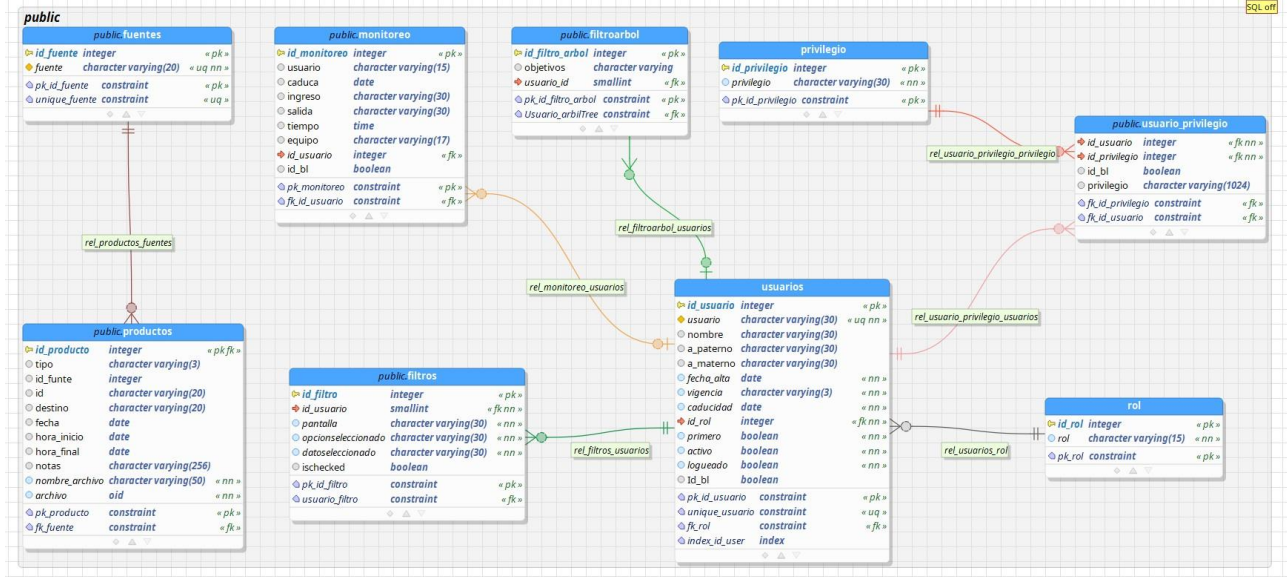 SQL off
public
public.fuentes
id_fuente integer « pk »
fuente character varying(20) « uq nn »
pk_id_fuente constraint « pk »
unique_fuente constraint « uq »
public.monitoreo
id_monitoreo integer « pk »
usuario character varying(15)
caduca date
ingreso character varying(30)
salida character varying(30)
tiempo time
equipo character varying(17)
id_usuario integer « fk »
id_bl boolean
pk_monitoreo constraint « pk »
fk_id_usuario constraint « fk »
public.filtroarbol
id_filtro_arbol integer « pk »
objetivos character varying
usuario_id smallint « fk »
pk_id_filtro_arbol constraint « pk »
Usuario_arbilTree constraint « fk »
privilegio
id_privilegio integer « pk »
privilegio character varying(30) « nn »
pk_id_privilegio constraint « pk »
public.usuario_privilegio
id_usuario integer « fk nn »
id_privilegio integer « fk nn »
id_bl boolean
privilegio character varying(1024)
fk_id_privilegio constraint « fk »
fk_id_usuario constraint « fk »
rel_usuario_privilegio_privilegio
rel_productos_fuentes
rel_filtroarbol_usuarios
rel_monitoreo_usuarios
rel_usuario_privilegio_usuarios
public.productos
id_producto integer « pk fk »
tipo character varying(3)
id_funte integer
id character varying(20)
destino character varying(20)
fecha date
hora_inicio date
hora_final date
notas character varying(256)
nombre_archivo character varying(50) « nn »
archivo oid « nn »
pk_producto constraint « pk »
fk_fuente constraint « fk »
public.filtros
id_filtro integer « pk »
id_usuario smallint « fk nn »
pantalla character varying(30) « nn »
opcionseleccionado character varying(30) « nn »
datoseleccionado character varying(30) « nn »
ischecked boolean
pk_id_filtro constraint « pk »
usuario_filtro constraint « fk »
rel_filtros_usuarios
usuarios
id_usuario integer « pk »
usuario character varying(30) « uq nn »
nombre character varying(30)
a_paterno character varying(30)
a_materno character varying(30)
fecha_alta date « nn »
vigencia character varying(3) « nn »
caducidad date « nn »
id_rol integer « fk nn »
primero boolean « nn »
activo boolean « nn »
logueado boolean « nn »
Id_bl boolean
pk_id_usuario constraint « pk »
unique_usuario constraint « uq »
fk_rol constraint « fk »
index_id_user index
rel_usuarios_rol
rol
id_rol integer « pk »
rol character varying(15) « nn »
pk_rol constraint « pk »